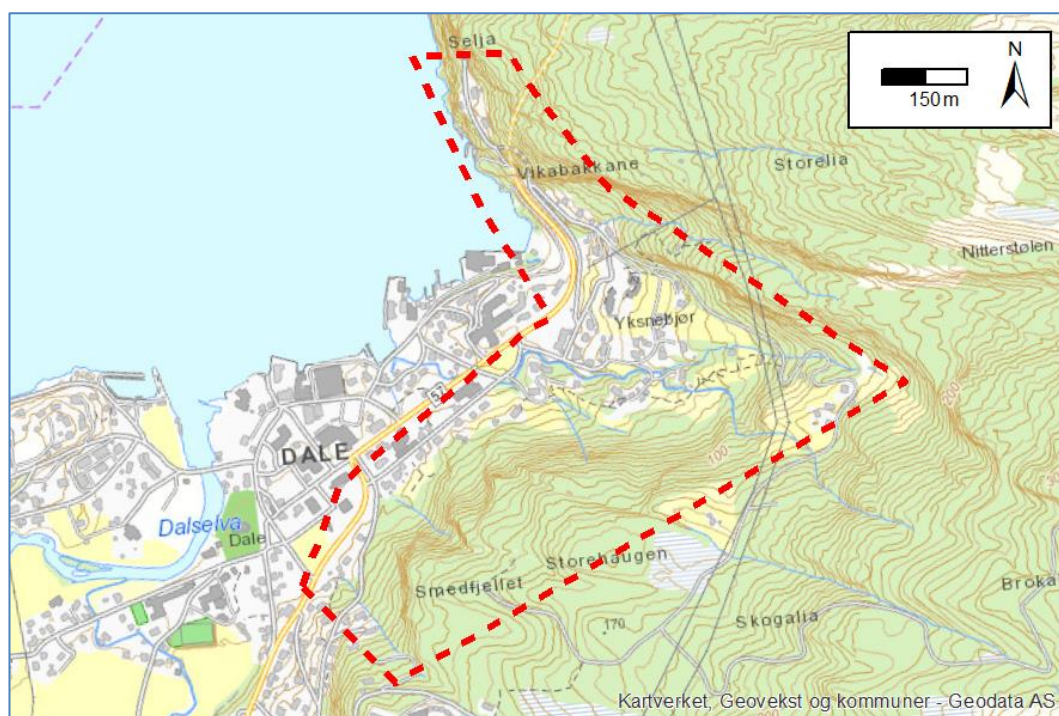 Selja
N
150 m
Vikabakkane
Storelia
Nitterstølen
Yksnebjør
57
DALE
200
100
Dalselva
Dale
Storehaugen
Smedfjellet
Broka
170
Skogalia
Kartverket, Geovekst og kommuner - Geodata AS